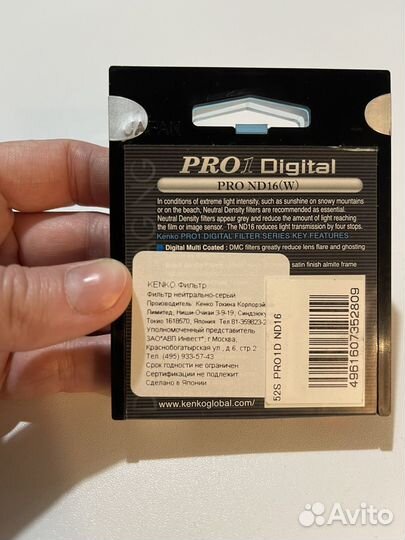 JAPAN
PRO1 Digital
PRO ND16(W)
In conditions of extreme light intensity, such as sunshine on snowy mountains
or on the beach, Neutral Density filters are recommended as essential.
Neutral Density filters appear grey and reduce the amount of light reaching
the film or image sensor. The ND16 reduces light transmission by four stops.
Kenko PRO1 DIGITAL FILTER SERIES KEY FEATURES
Digital Multi Coated : DMC filters greatly reduce lens flare and ghosting
satin finish almite frame
KENKO Фильтр
Фильтр нейтрально-серый
Производитель: Кенко Токина Корпорэй
Лимитед, Ниши-Очиаи 3-9-19, Синдзюку
Токио 1618570, Япония. Тел 81-359823-2
уполномоченный представитель
ЗАО"АВП Инвест", г.Москва,
Краснобогатырская ул., д.6, стр.2
Тел. (495) 933-57-43
Срок годности не ограничен
Сертификации не подлежит
Сделано в Японии
52S PRO1D ND16
4961607352809
www.kenkoglobal.com/
Avito